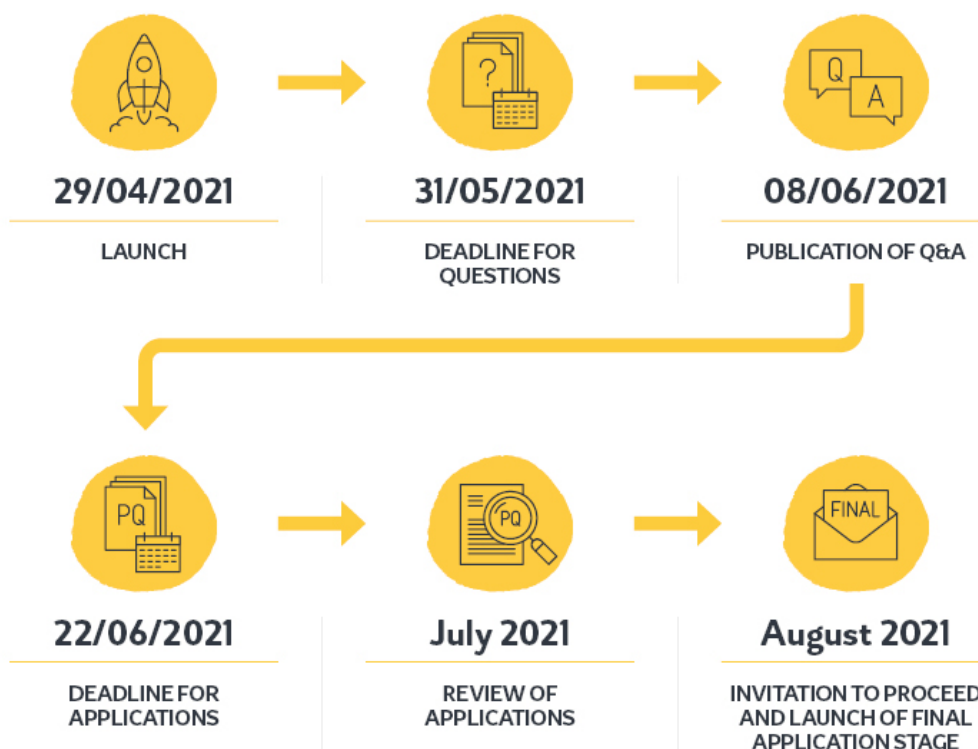 ?
Q
A
29/04/2021
31/05/2021
08/06/2021
LAUNCH
DEADLINE FOR
QUESTIONS
PUBLICATION OF Q&A
PQ
PQ
FINAL
22/06/2021
July 2021
August 2021
DEADLINE FOR
APPLICATIONS
REVIEW OF
APPLICATIONS
INVITATION TO PROCEED
AND LAUNCH OF FINAL
APPLICATION STAGE